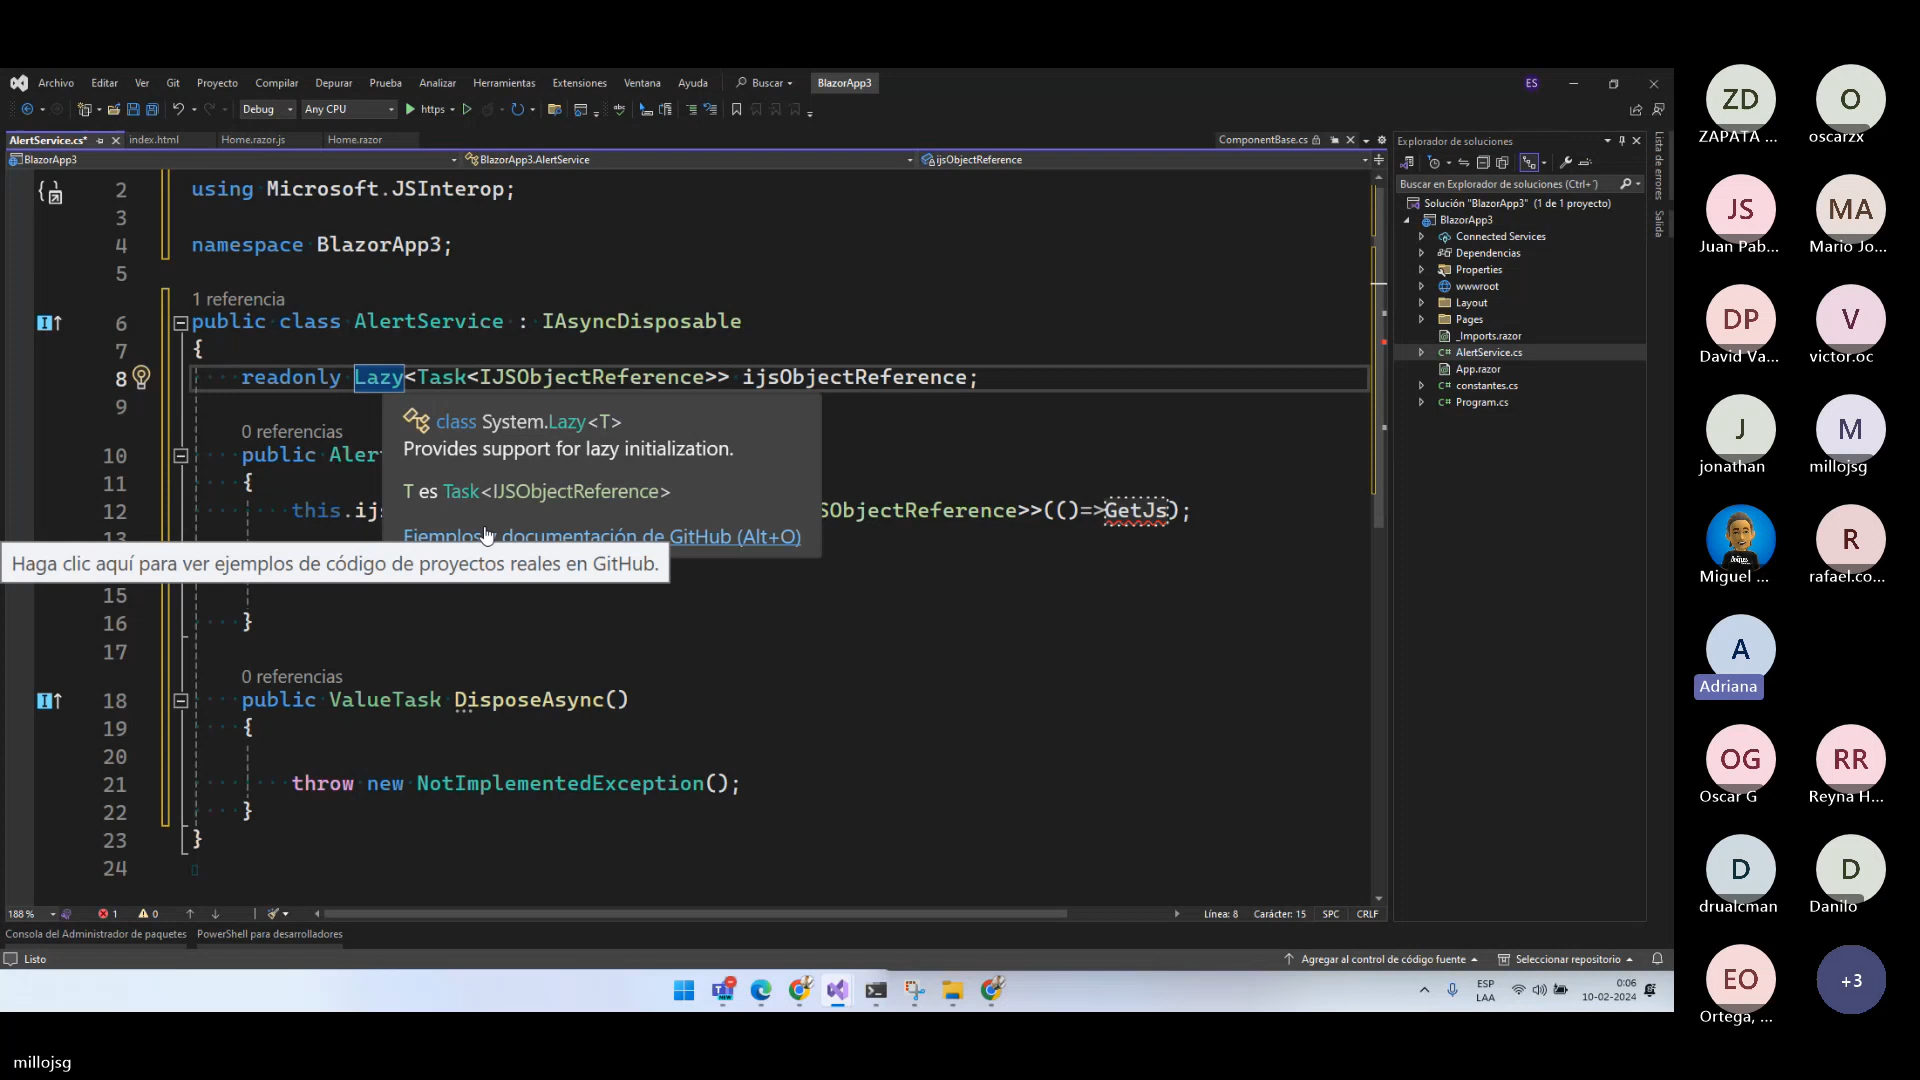 Archivo Editar Ver Git Proyecto Compilar Depurar Prueba Analizar Herramientas Extensiones Ventana Ayuda Buscar BlazorApp3 ES
Debug Any CPU https
AlertService.cs* index.html Home.razor.js Home.razor ComponentBase.cs
BlazorApp3 BlazorApp3.AlertService ijsObjectReference
2 using Microsoft.JSInterop;
3
4 namespace BlazorApp3;
5
1 referencia
6 public class AlertService : IAsyncDisposable
7 {
8 readonly Lazy<Task<IJSObjectReference>> ijsObjectReference;
9
class System.Lazy<T>
Provides support for lazy initialization.
T es Task<IJSObjectReference>
Ejemplos y documentación de GitHub (Alt+O)
0 referencias
10 public Aler
11 {
12 this.ijs SObjectReference>>(()=>GetJs);
13
Haga clic aquí para ver ejemplos de código de proyectos reales en GitHub.
15
16 }
17
0 referencias
18 public ValueTask DisposeAsync()
19 {
20
21 throw new NotImplementedException();
22 }
23 }
24
188 % 1 0 Línea: 8 Carácter: 15 SPC CRLF
Consola del Administrador de paquetes PowerShell para desarrolladores
Listo Agregar al control de código fuente Seleccionar repositorio
Explorador de soluciones
Buscar en Explorador de soluciones (Ctrl+´)
Solución "BlazorApp3" (1 de 1 proyecto)
BlazorApp3
Connected Services
Dependencias
Properties
wwwroot
Layout
Pages
_Imports.razor
C# AlertService.cs
App.razor
C# constantes.cs
C# Program.cs
Lista de errores
Salida
ESP
LAA
0:06
10-02-2024
ZD O
ZAPATA ... oscarzx
JS MA
Juan Pab... Mario Jo...
DP V
David Va... victor.oc
J M
jonathan millojsg
R
Miguel ... rafael.co...
A
Adriana
OG RR
Oscar G Reyna H...
D D
drualcman Danilo
EO +3
Ortega, ...
millojsg